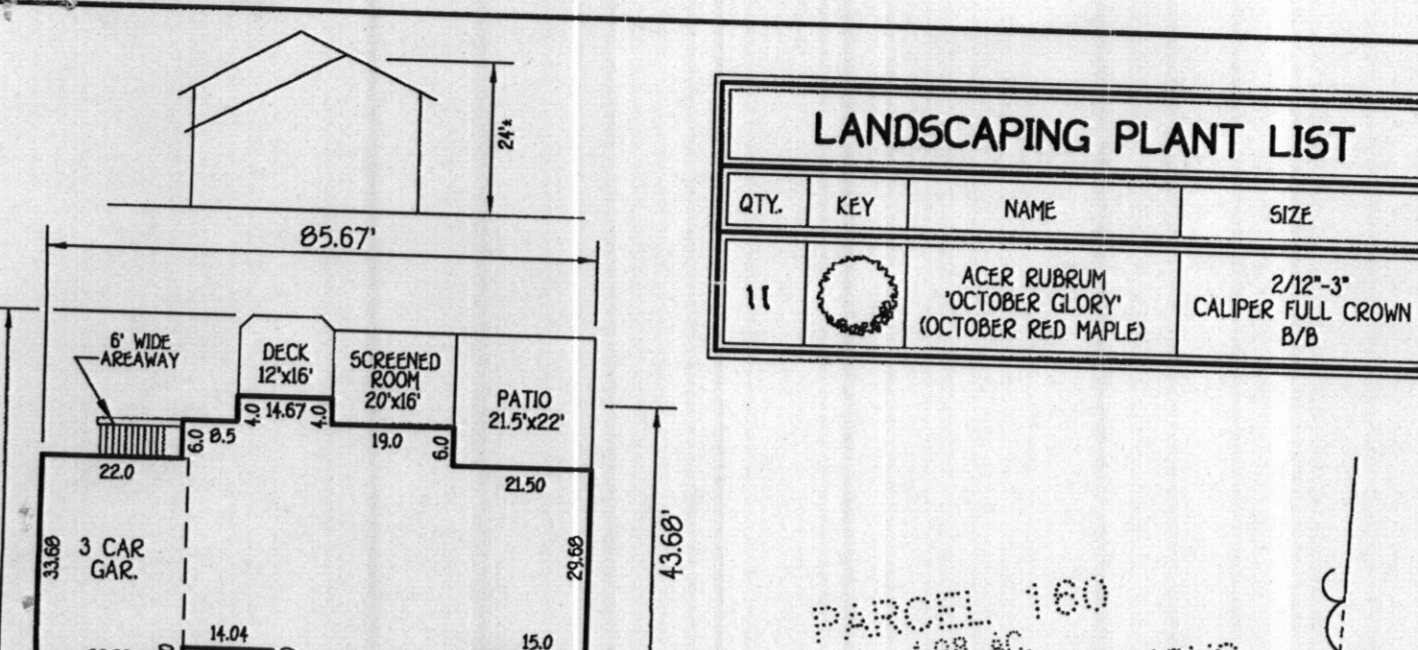 24'±
85.67'
LANDSCAPING PLANT LIST
QTY. KEY NAME SIZE
11
ACER RUBRUM
'OCTOBER GLORY'
(OCTOBER RED MAPLE)
2/12"-3"
CALIPER FULL CROWN
B/B
6' WIDE
AREAWAY
DECK
12'x16'
SCREENED
ROOM
20'x16'
PATIO
21.5'x22'
6.0
8.5
4.0
14.67
4.0
19.0
6.0
22.0
21.50
33.68
3 CAR
GAR.
29.68
43.68'
14.04
15.0
PARCEL 160